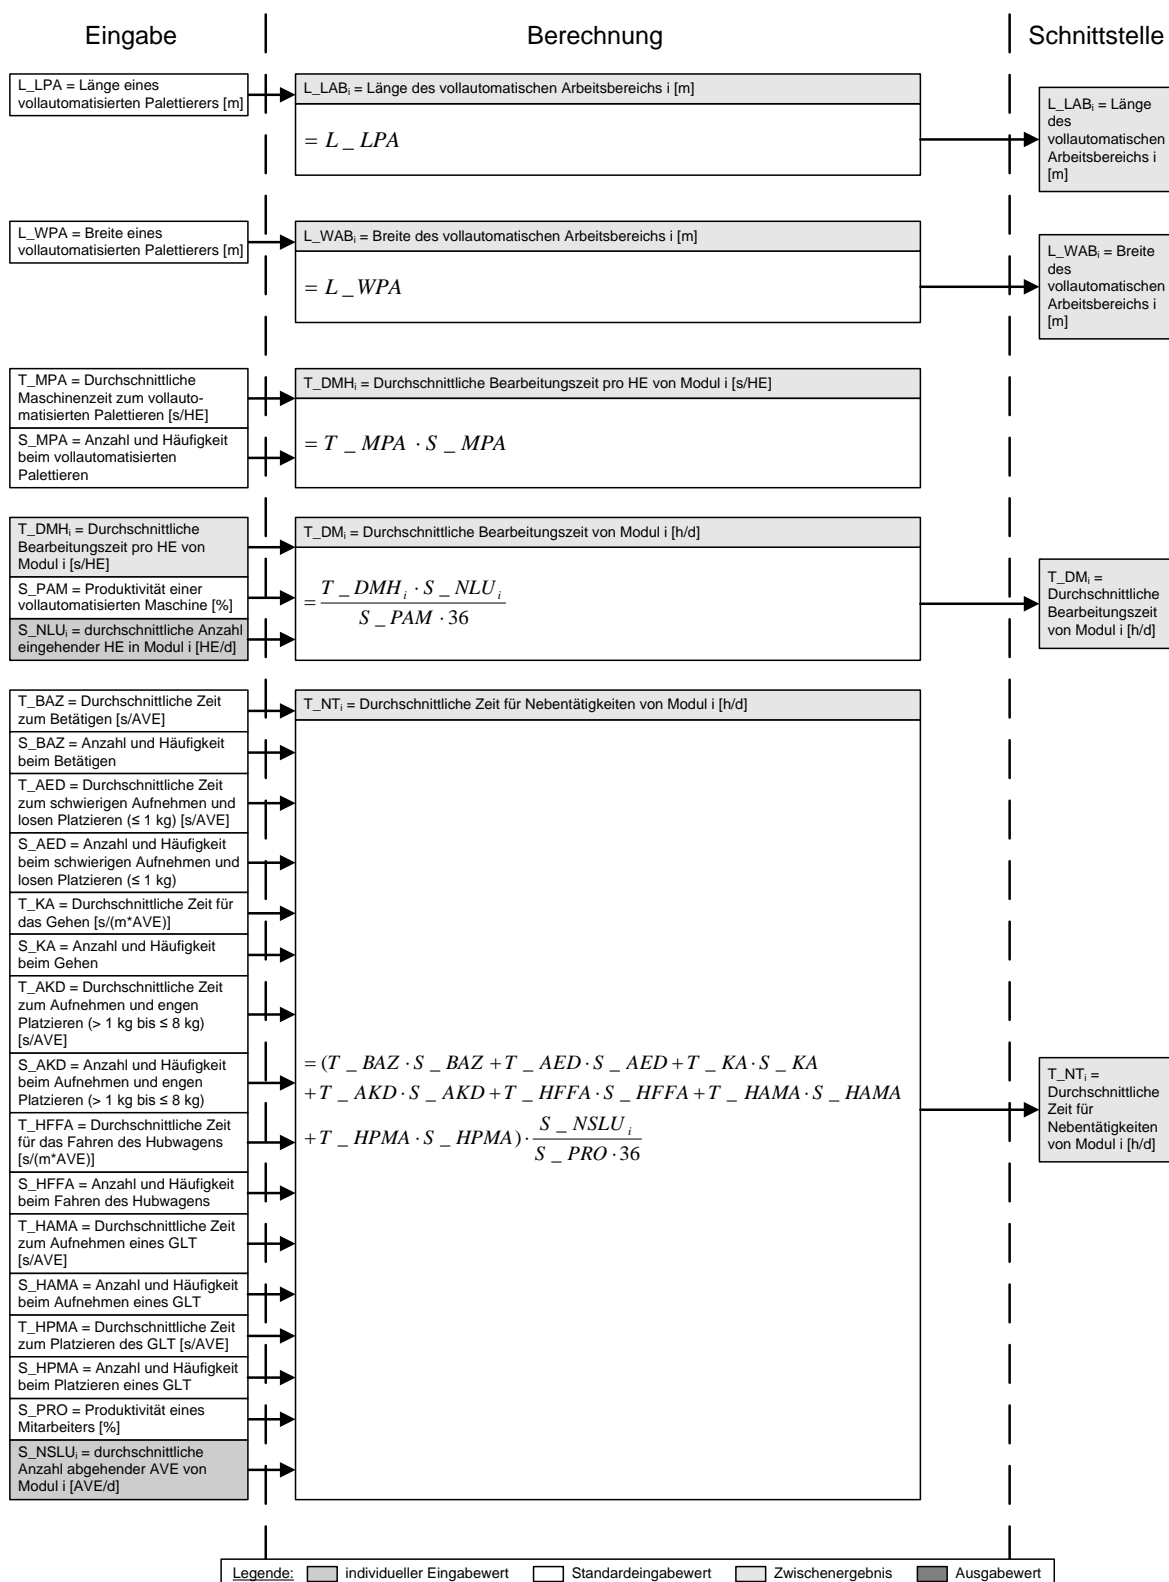 Eingabe
Berechnung
Schnittstelle
L_LPA = Länge eines
vollautomatisierten Palettierers [m]
L_LABᵢ = Länge des vollautomatischen Arbeitsbereichs i [m]
= L _ LPA
L_LABᵢ = Länge
des
vollautomatischen
Arbeitsbereichs i
[m]
L_WPA = Breite eines
vollautomatisierten Palettierers [m]
L_WABᵢ = Breite des vollautomatischen Arbeitsbereichs i [m]
= L _ WPA
L_WABᵢ = Breite
des
vollautomatischen
Arbeitsbereichs i
[m]
T_MPA = Durchschnittliche
Maschinenzeit zum vollauto-
matisierten Palettieren [s/HE]
S_MPA = Anzahl und Häufigkeit
beim vollautomatisierten
Palettieren
T_DMHᵢ = Durchschnittliche Bearbeitungszeit pro HE von Modul i [s/HE]
= T _ MPA · S _ MPA
T_DMHᵢ = Durchschnittliche
Bearbeitungszeit pro HE von
Modul i [s/HE]
S_PAM = Produktivität einer
vollautomatisierten Maschine [%]
S_NLUᵢ = durchschnittliche Anzahl
eingehender HE in Modul i [HE/d]
T_DMᵢ = Durchschnittliche Bearbeitungszeit von Modul i [h/d]
= T _ DMHᵢ · S _ NLUᵢ
S _ PAM · 36
T_DMᵢ =
Durchschnittliche
Bearbeitungszeit
von Modul i [h/d]
T_BAZ = Durchschnittliche Zeit
zum Betätigen [s/AVE]
S_BAZ = Anzahl und Häufigkeit
beim Betätigen
T_AED = Durchschnittliche Zeit
zum schwierigen Aufnehmen und
losen Platzieren (≤ 1 kg) [s/AVE]
S_AED = Anzahl und Häufigkeit
beim schwierigen Aufnehmen und
losen Platzieren (≤ 1 kg)
T_KA = Durchschnittliche Zeit für
das Gehen [s/(m*AVE)]
S_KA = Anzahl und Häufigkeit
beim Gehen
T_AKD = Durchschnittliche Zeit
zum Aufnehmen und engen
Platzieren (> 1 kg bis ≤ 8 kg)
[s/AVE]
S_AKD = Anzahl und Häufigkeit
beim Aufnehmen und engen
Platzieren (> 1 kg bis ≤ 8 kg)
T_HFFA = Durchschnittliche Zeit
für das Fahren des Hubwagens
[s/(m*AVE)]
S_HFFA = Anzahl und Häufigkeit
beim Fahren des Hubwagens
T_HAMA = Durchschnittliche Zeit
zum Aufnehmen eines GLT
[s/AVE]
S_HAMA = Anzahl und Häufigkeit
beim Aufnehmen eines GLT
T_HPMA = Durchschnittliche Zeit
zum Platzieren des GLT [s/AVE]
S_HPMA = Anzahl und Häufigkeit
beim Platzieren eines GLT
S_PRO = Produktivität eines
Mitarbeiters [%]
S_NSLUᵢ = durchschnittliche
Anzahl abgehender AVE von
Modul i [AVE/d]
T_NTᵢ = Durchschnittliche Zeit für Nebentätigkeiten von Modul i [h/d]
= (T _ BAZ · S _ BAZ + T _ AED · S _ AED + T _ KA · S _ KA
+ T _ AKD · S _ AKD + T _ HFFA · S _ HFFA + T _ HAMA · S _ HAMA
+ T _ HPMA · S _ HPMA) · S _ NSLUᵢ
S _ PRO · 36
T_NTᵢ =
Durchschnittliche
Zeit für
Nebentätigkeiten
von Modul i [h/d]
Legende: individueller Eingabewert Standardeingabewert Zwischenergebnis Ausgabewert